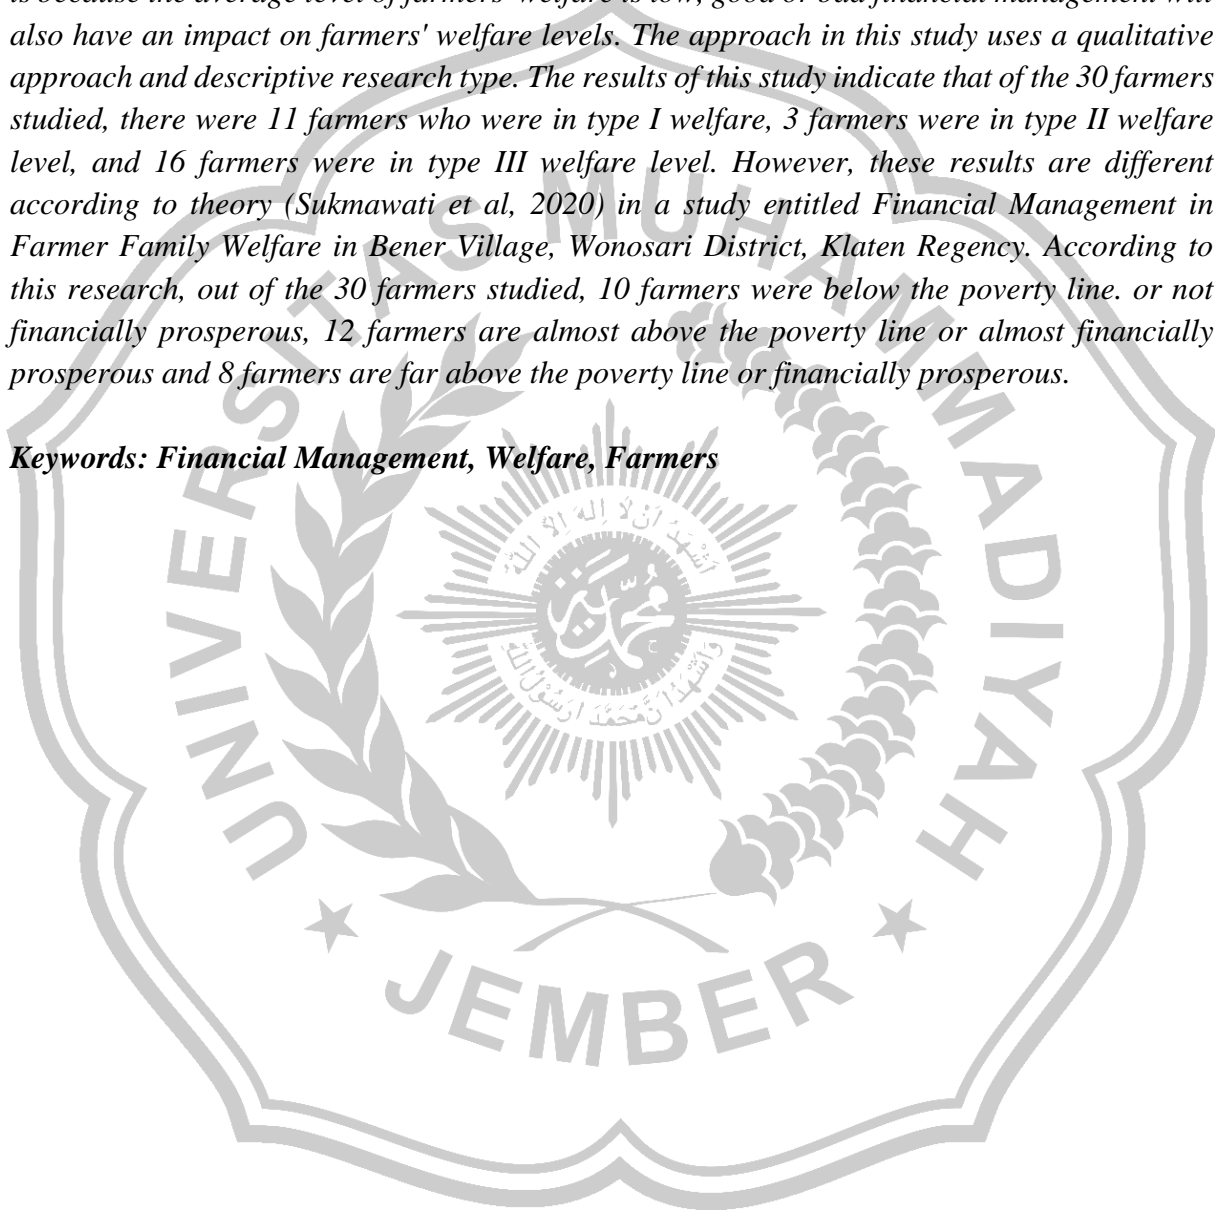 is because the average level of farmers' welfare is low, good or bad financial management will
also have an impact on farmers' welfare levels. The approach in this study uses a qualitative
approach and descriptive research type. The results of this study indicate that of the 30 farmers
studied, there were 11 farmers who were in type I welfare, 3 farmers were in type II welfare
level, and 16 farmers were in type III welfare level. However, these results are different
according to theory (Sukmawati et al, 2020) in a study entitled Financial Management in
Farmer Family Welfare in Bener Village, Wonosari District, Klaten Regency. According to
this research, out of the 30 farmers studied, 10 farmers were below the poverty line. or not
financially prosperous, 12 farmers are almost above the poverty line or almost financially
prosperous and 8 farmers are far above the poverty line or financially prosperous.
Keywords: Financial Management, Welfare, Farmers
UNIVERSITAS MUHAMMADIYAH
JEMBER